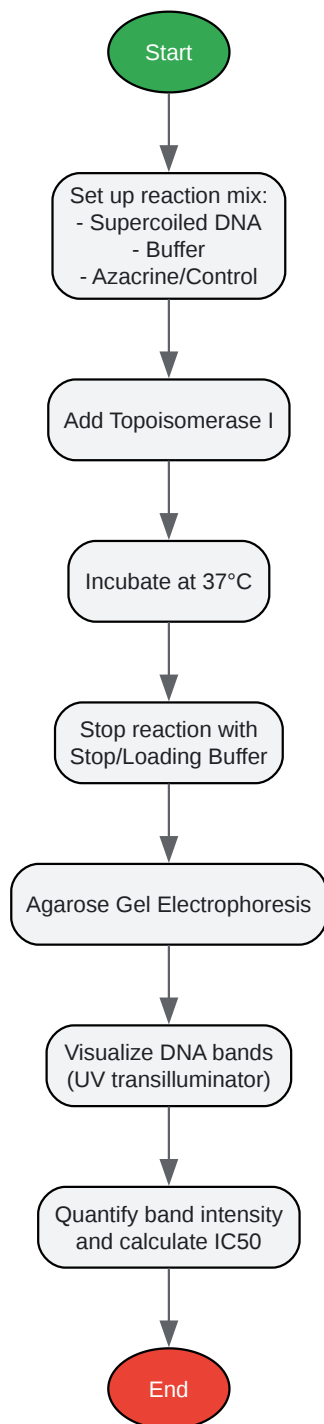 Start
Set up reaction mix:
- Supercoiled DNA
- Buffer
- Azacrine/Control
Add Topoisomerase I
Incubate at 37°C
Stop reaction with
Stop/Loading Buffer
Agarose Gel Electrophoresis
Visualize DNA bands
(UV transilluminator)
Quantify band intensity
and calculate IC50
End